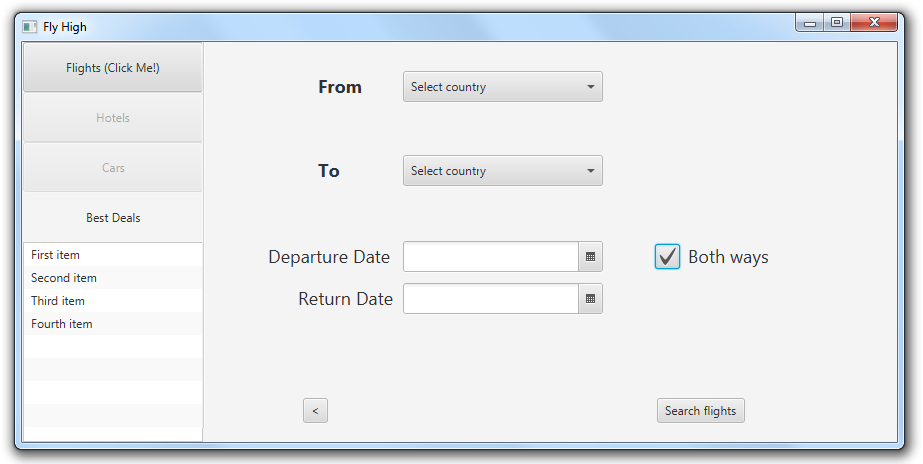 Fly High
Flights (Click Me!)
Hotels
Cars
Best Deals
First item
Second item
Third item
Fourth item
From
Select country
To
Select country
Departure Date
Both ways
Return Date
<
Search flights